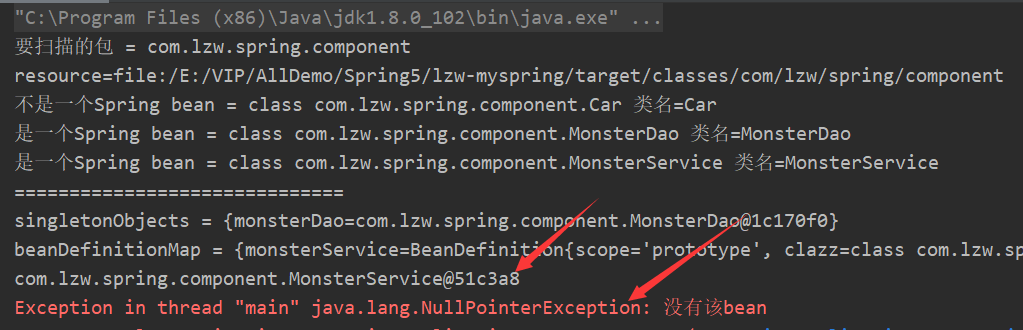 "C:\Program Files (x86)\Java\jdk1.8.0_102\bin\java.exe" ...
要扫描的包 = com.lzw.spring.component
resource=file:/E:/VIP/AllDemo/Spring5/lzw-myspring/target/classes/com/lzw/spring/component
不是一个Spring bean = class com.lzw.spring.component.Car 类名=Car
是一个Spring bean = class com.lzw.spring.component.MonsterDao 类名=MonsterDao
是一个Spring bean = class com.lzw.spring.component.MonsterService 类名=MonsterService
==============================
singletonObjects = {monsterDao=com.lzw.spring.component.MonsterDao@1c170f0}
beanDefinitionMap = {monsterService=BeanDefinition{scope='prototype', clazz=class com.lzw.sp
com.lzw.spring.component.MonsterService@51c3a8
Exception in thread "main" java.lang.NullPointerException: 没有该bean